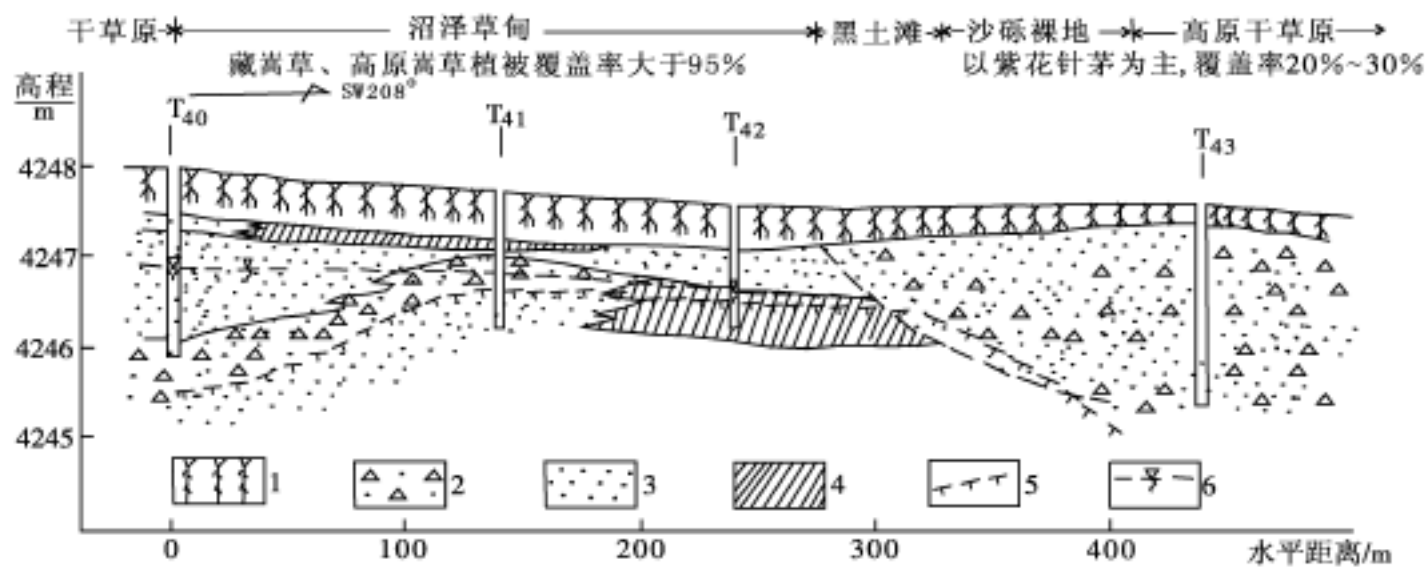 干草原 沼泽草甸 黑土滩 沙砾裸地 高原干草原
藏嵩草、高原嵩草植被覆盖率大于95% 以紫花针茅为主,覆盖率20%~30%
高程
m
SW208°
T40 T41 T42 T43
4248
4247
4246
4245
1 2 3 4 5 6
0 100 200 300 400 水平距离/m